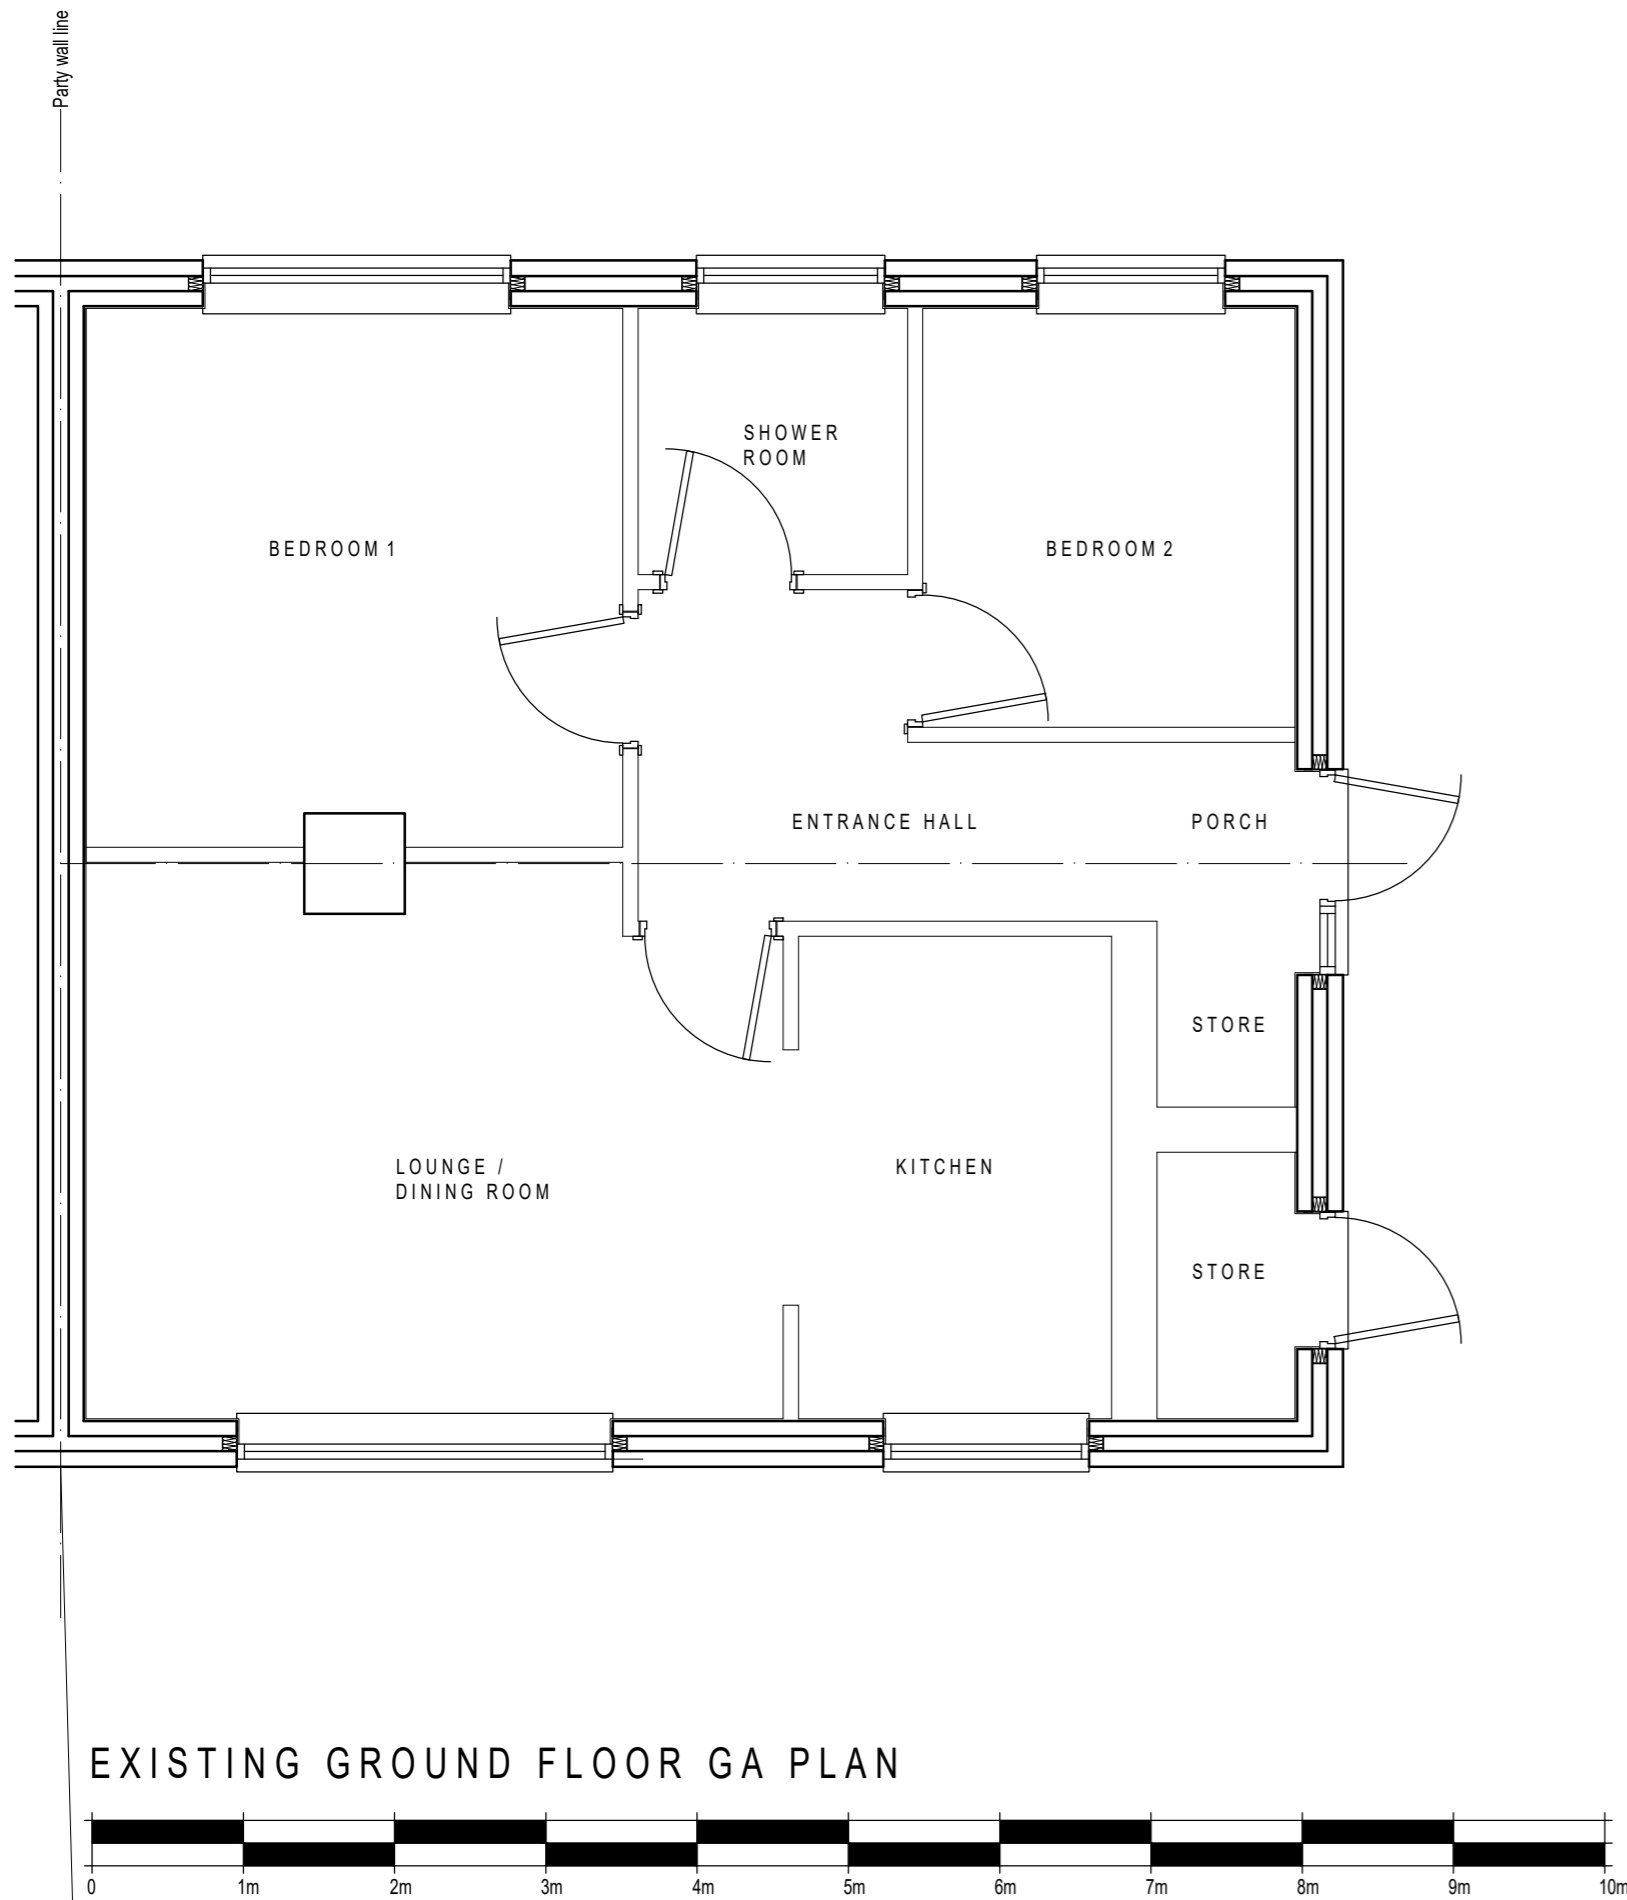 Party wall line
SHOWER
ROOM
BEDROOM 1
BEDROOM 2
ENTRANCE HALL
PORCH
STORE
LOUNGE /
DINING ROOM
KITCHEN
STORE
EXISTING GROUND FLOOR GA PLAN
0 1m 2m 3m 4m 5m 6m 7m 8m 9m 10m